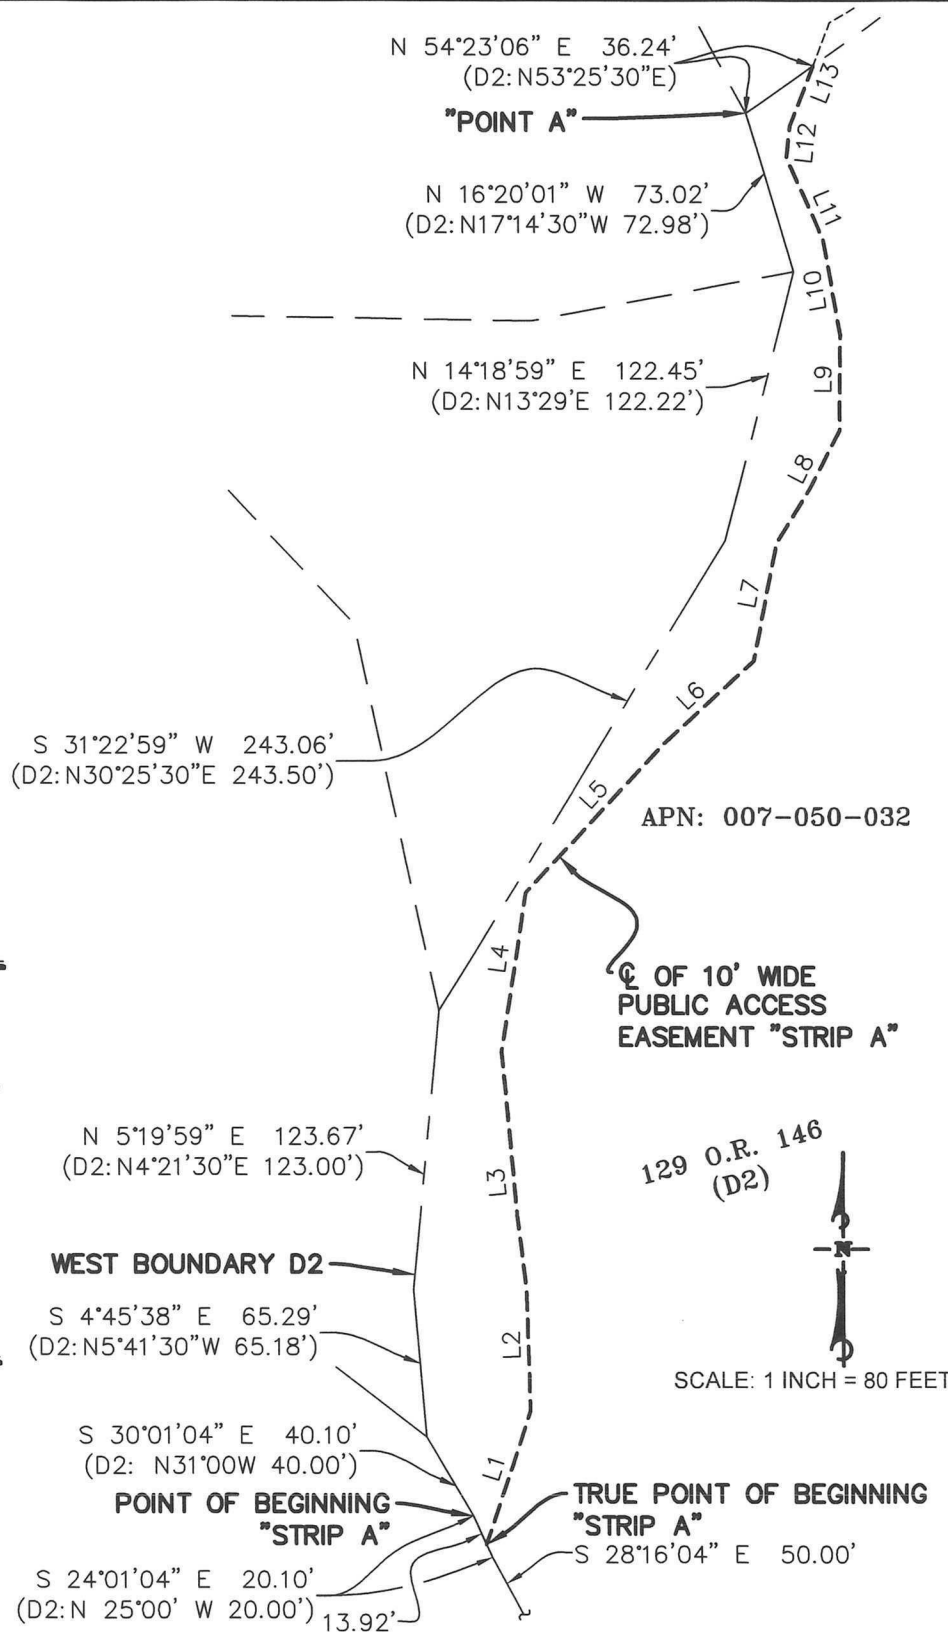 N 54°23'06" E 36.24'
(D2:N53°25'30"E)
"POINT A"
L13
L12
N 16°20'01" W 73.02'
(D2:N17°14'30"W 72.98')
L11
L10
N 14°18'59" E 122.45'
(D2:N13°29'E 122.22')
L9
L8
L7
L6
S 31°22'59" W 243.06'
(D2:N30°25'30"E 243.50')
L5
APN: 007-050-032
L4
℄ OF 10' WIDE
PUBLIC ACCESS
EASEMENT "STRIP A"
N 5°19'59" E 123.67'
(D2:N4°21'30"E 123.00')
L3
129 O.R. 146
(D2)
N
WEST BOUNDARY D2
S 4°45'38" E 65.29'
(D2:N5°41'30"W 65.18')
L2
SCALE: 1 INCH = 80 FEET
S 30°01'04" E 40.10'
(D2: N31°00W 40.00')
L1
POINT OF BEGINNING
"STRIP A"
TRUE POINT OF BEGINNING
"STRIP A"
S 28°16'04" E 50.00'
S 24°01'04" E 20.10'
(D2:N 25°00' W 20.00')
13.92'